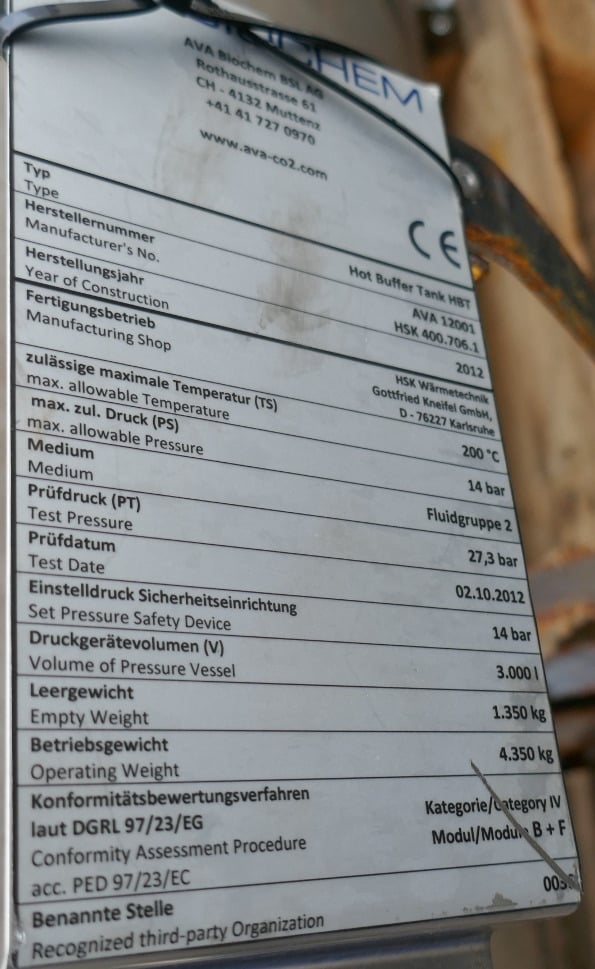 CHEM
AVA Biochem BSL AG
Rothausstrasse 61
CH - 4132 Muttenz
+41 41 727 0970
www.ava-co2.com
CE
Typ
Type
Hot Buffer Tank HBT
Herstellernummer
Manufacturer's No.
AVA 12001
HSK 400.706.1
Herstellungsjahr
Year of Construction
2012
Fertigungsbetrieb
Manufacturing Shop
HSK Wärmetechnik
Gottfried Kneifel GmbH,
D - 76227 Karlsruhe
zulässige maximale Temperatur (TS)
max. allowable Temperature
200 °C
max. zul. Druck (PS)
max. allowable Pressure
14 bar
Medium
Medium
Fluidgruppe 2
Prüfdruck (PT)
Test Pressure
27,3 bar
Prüfdatum
Test Date
02.10.2012
Einstelldruck Sicherheitseinrichtung
Set Pressure Safety Device
14 bar
Druckgerätevolumen (V)
Volume of Pressure Vessel
3.000 l
Leergewicht
Empty Weight
1.350 kg
Betriebsgewicht
Operating Weight
4.350 kg
Konformitätsbewertungsverfahren
laut DGRL 97/23/EG
Conformity Assessment Procedure
acc. PED 97/23/EC
Kategorie/Category IV
Modul/Module B + F
Benannte Stelle
Recognized third-party Organization